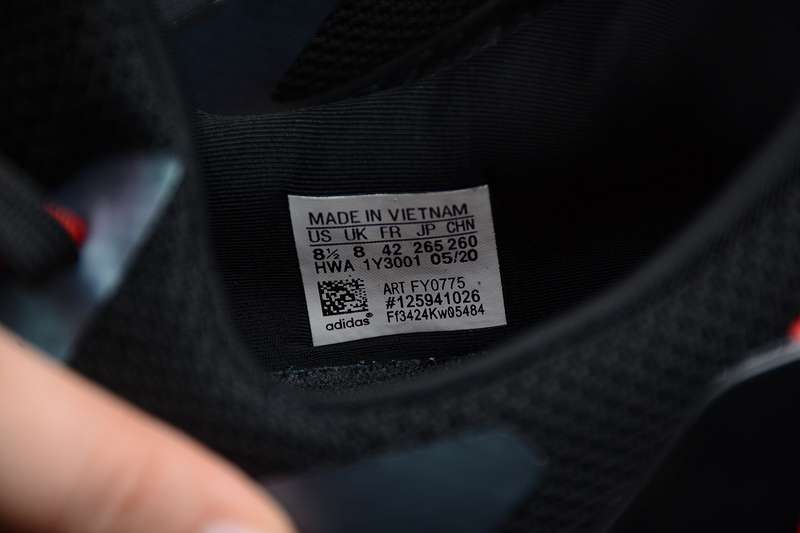 MADE IN VIETNAM
US UK FR JP CHN
8½ 8 42 265 260
HWA 1Y3001 05/20
ART FY0775
#125941026
Ff3424Kw05484
adidas®